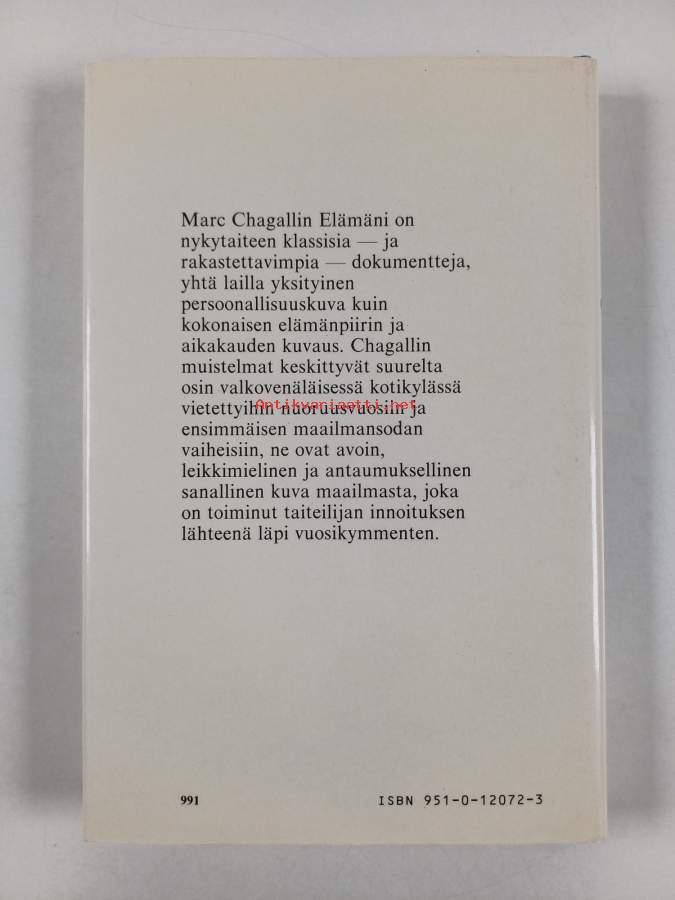 Marc Chagallin Elämäni on
nykytaiteen klassisia — ja
rakastettavimpia — dokumentteja,
yhtä lailla yksityinen
persoonallisuuskuva kuin
kokonaisen elämänpiirin ja
aikakauden kuvaus. Chagallin
muistelmat keskittyvät suurelta
osin valkovenäläisessä kotikylässä
vietettyihin nuoruusvuosiin ja
Antikvariaatti.net
ensimmäisen maailmansodan
vaiheisiin, ne ovat avoin,
leikkimielinen ja antaumuksellinen
sanallinen kuva maailmasta, joka
on toiminut taiteilijan innoituksen
lähteenä läpi vuosikymmenten.
991
ISBN 951-0-12072-3